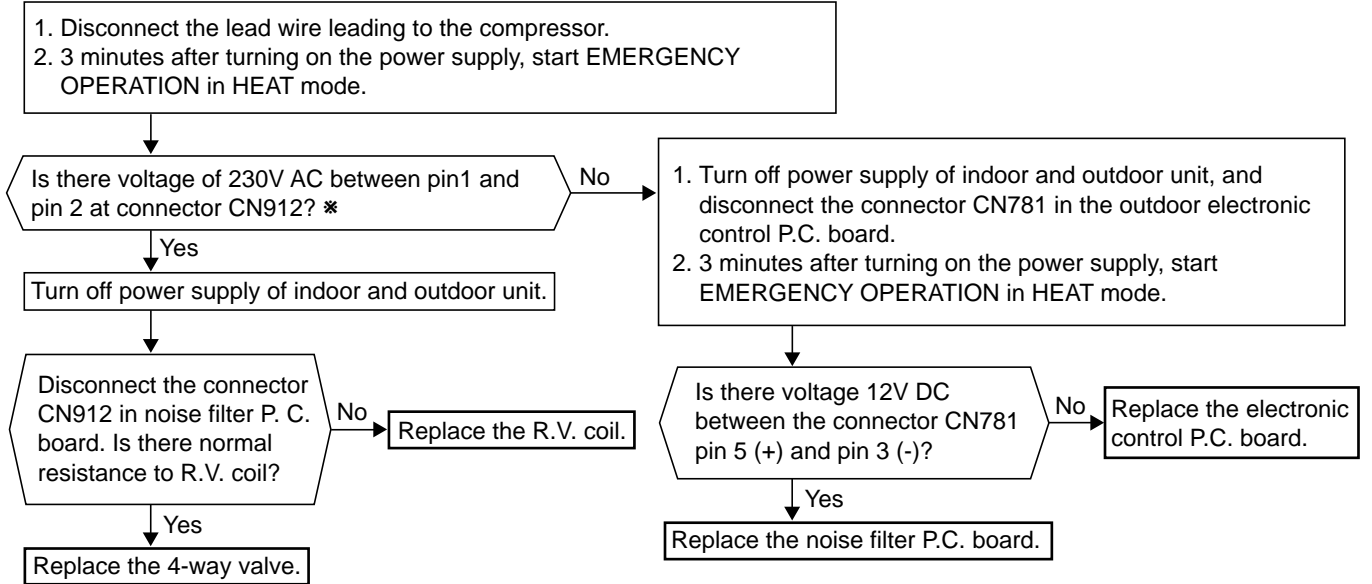 1. Disconnect the lead wire leading to the compressor.
2. 3 minutes after turning on the power supply, start EMERGENCY
OPERATION in HEAT mode.
Is there voltage of 230V AC between pin1 and
pin 2 at connector CN912? ※
No
Yes
Turn off power supply of indoor and outdoor unit.
Disconnect the connector
CN912 in noise filter P. C.
board. Is there normal
resistance to R.V. coil?
No
Replace the R.V. coil.
Yes
Replace the 4-way valve.
1. Turn off power supply of indoor and outdoor unit, and
disconnect the connector CN781 in the outdoor electronic
control P.C. board.
2. 3 minutes after turning on the power supply, start
EMERGENCY OPERATION in HEAT mode.
Is there voltage 12V DC
between the connector CN781
pin 5 (+) and pin 3 (-)?
No
Replace the electronic
control P.C. board.
Yes
Replace the noise filter P.C. board.